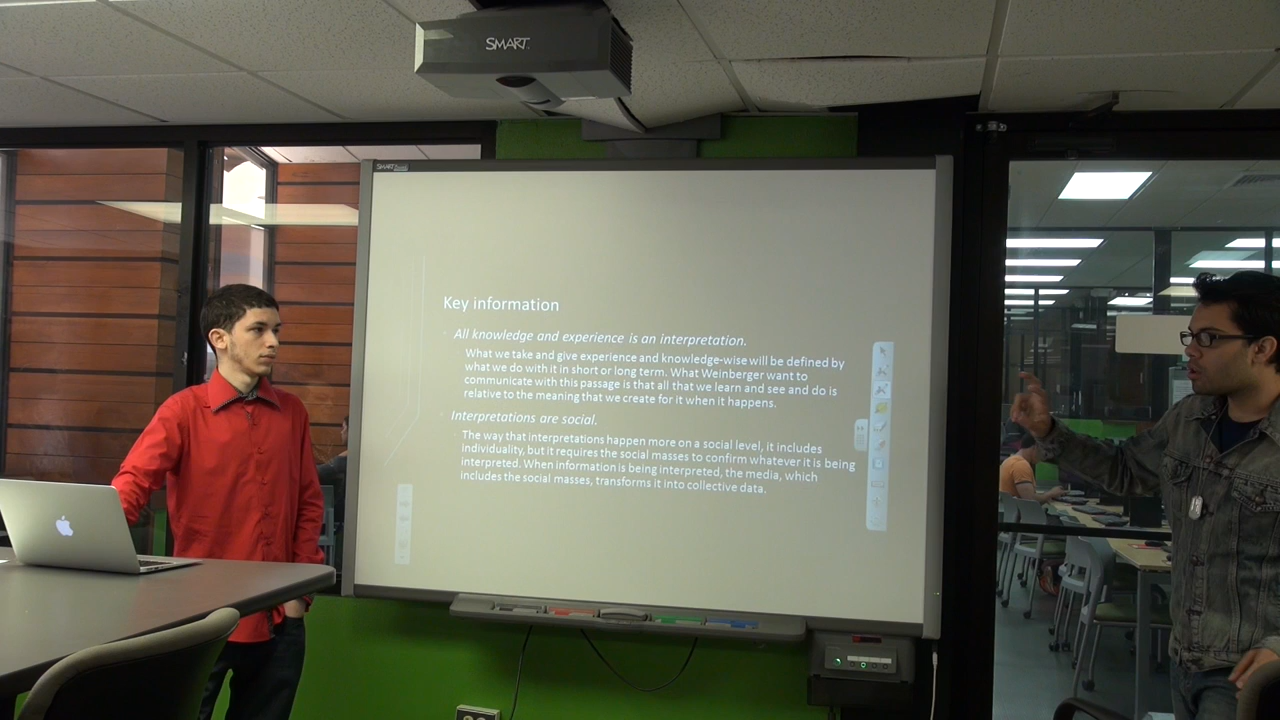 SMART
SMART
Key information
All knowledge and experience is an interpretation.
What we take and give experience and knowledge-wise will be defined by
what we do with it in short or long term. What Weinberger want to
communicate with this passage is that all that we learn and see and do is
relative to the meaning that we create for it when it happens.
Interpretations are social.
The way that interpretations happen more on a social level, it includes
individuality, but it requires the social masses to confirm whatever it is being
interpreted. When information is being interpreted, the media, which
includes the social masses, transforms it into collective data.